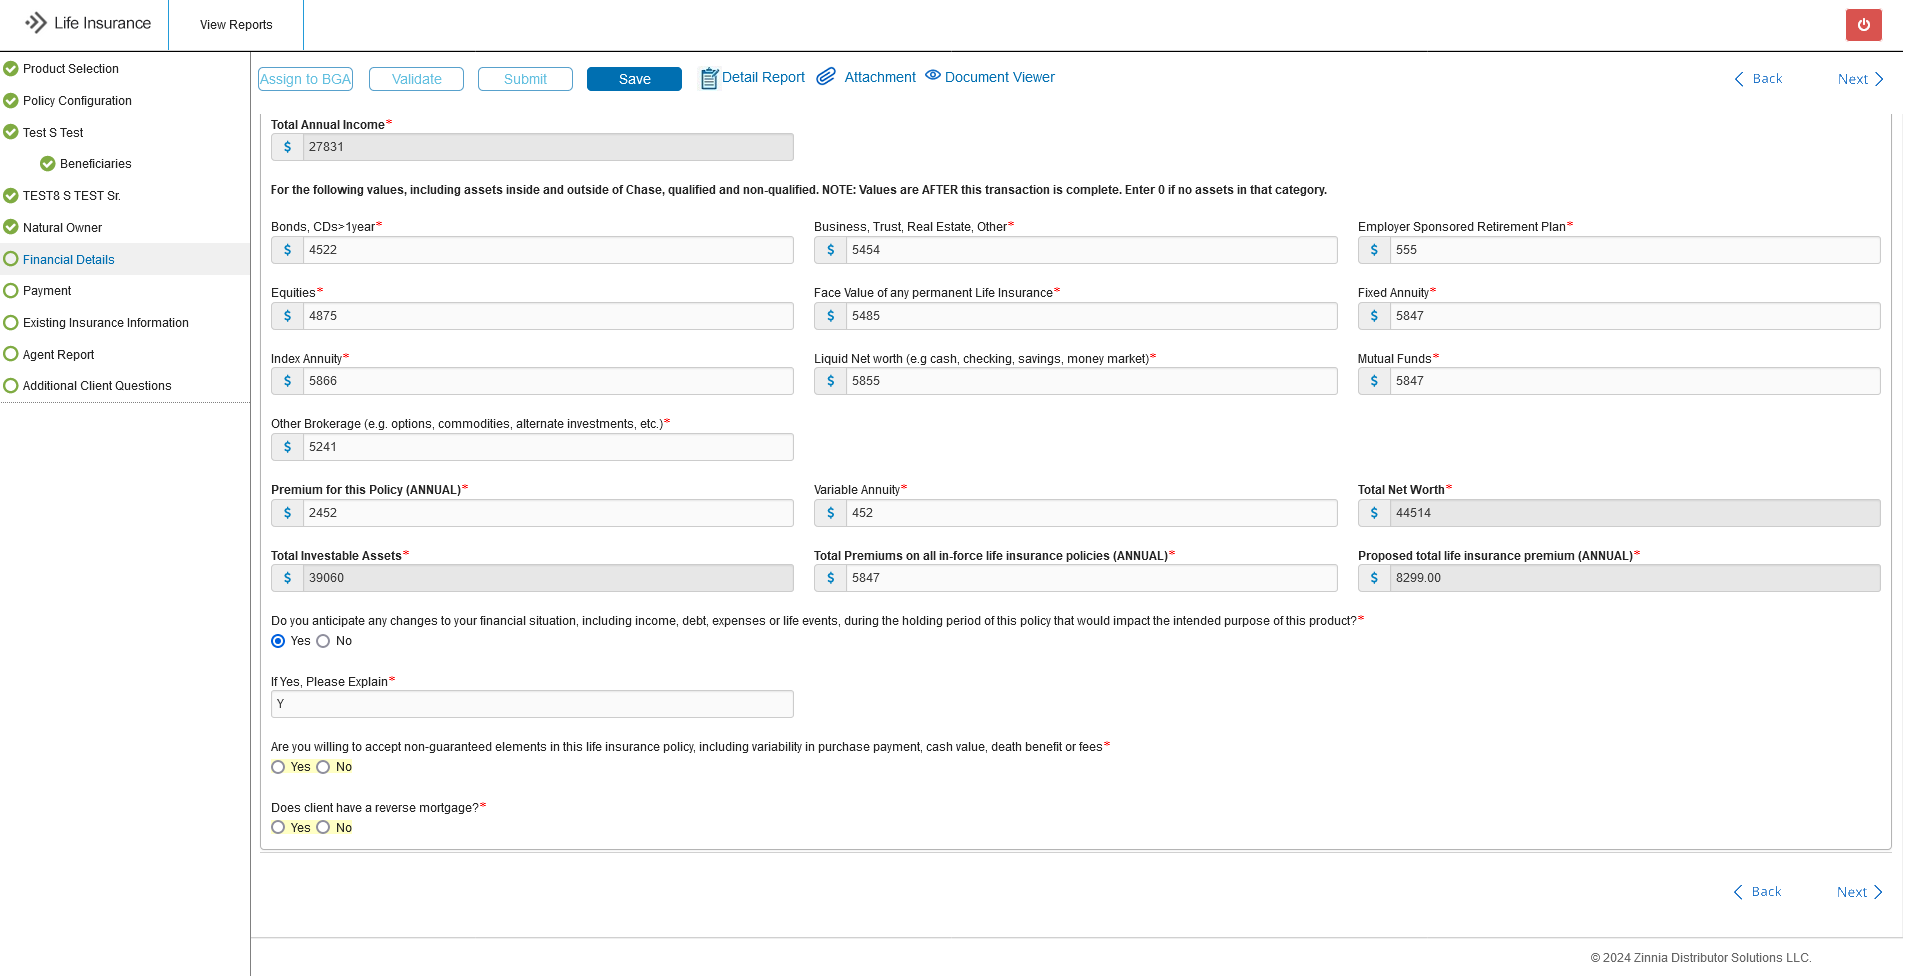 Life Insurance
View Reports
Product Selection
Policy Configuration
Test S Test
Beneficiaries
TEST8 S TEST Sr.
Natural Owner
Financial Details
Payment
Existing Insurance Information
Agent Report
Additional Client Questions
Assign to BGA Validate Submit Save Detail Report Attachment Document Viewer Back Next
Total Annual Income*
$ 27831
For the following values, including assets inside and outside of Chase, qualified and non-qualified. NOTE: Values are AFTER this transaction is complete. Enter 0 if no assets in that category.
Bonds, CDs>1year* Business, Trust, Real Estate, Other* Employer Sponsored Retirement Plan*
$ 4522 $ 5454 $ 555
Equities* Face Value of any permanent Life Insurance* Fixed Annuity*
$ 4875 $ 5485 $ 5847
Index Annuity* Liquid Net worth (e.g cash, checking, savings, money market)* Mutual Funds*
$ 5866 $ 5855 $ 5847
Other Brokerage (e.g. options, commodities, alternate investments, etc.)*
$ 5241
Premium for this Policy (ANNUAL)* Variable Annuity* Total Net Worth*
$ 2452 $ 452 $ 44514
Total Investable Assets* Total Premiums on all in-force life insurance policies (ANNUAL)* Proposed total life insurance premium (ANNUAL)*
$ 39060 $ 5847 $ 8299.00
Do you anticipate any changes to your financial situation, including income, debt, expenses or life events, during the holding period of this policy that would impact the intended purpose of this product?*
Yes No
If Yes, Please Explain*
Y
Are you willing to accept non-guaranteed elements in this life insurance policy, including variability in purchase payment, cash value, death benefit or fees*
Yes No
Does client have a reverse mortgage?*
Yes No
Back Next
© 2024 Zinnia Distributor Solutions LLC.